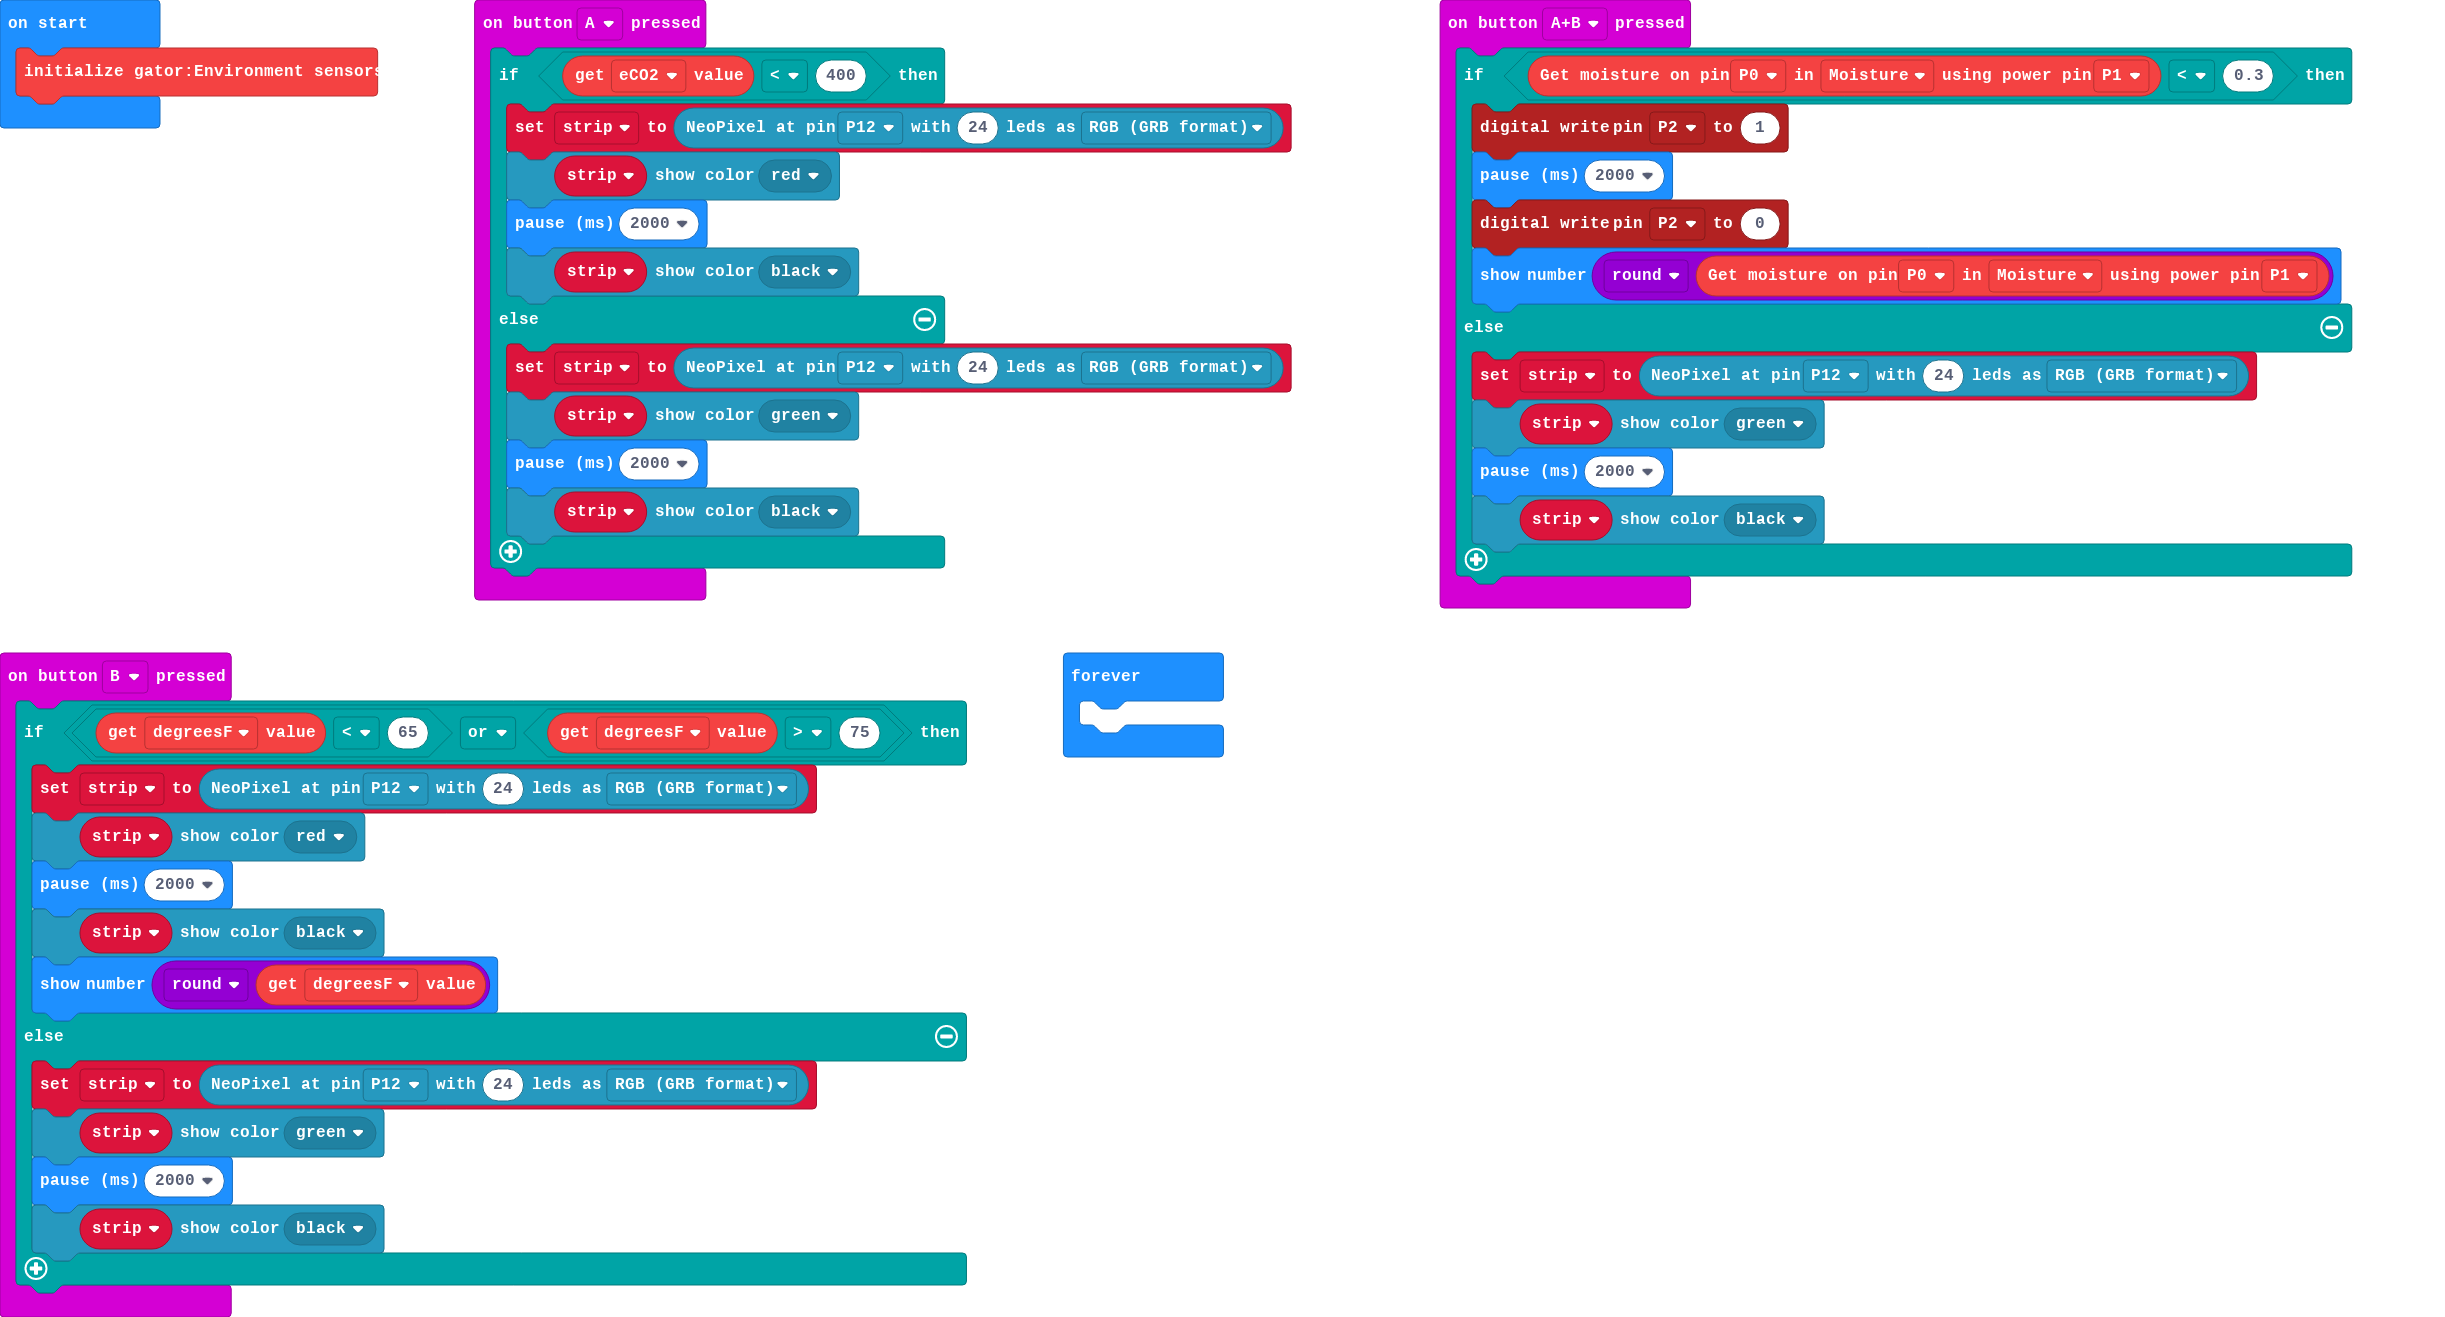 on start
initialize gator:Environment sensors
on button A pressed
if get eCO2 value < 400 then
set strip to NeoPixel at pin P12 with 24 leds as RGB (GRB format)
strip show color red
pause (ms) 2000
strip show color black
else
set strip to NeoPixel at pin P12 with 24 leds as RGB (GRB format)
strip show color green
pause (ms) 2000
strip show color black
on button A+B pressed
if Get moisture on pin P0 in Moisture using power pin P1 < 0.3 then
digital write pin P2 to 1
pause (ms) 2000
digital write pin P2 to 0
show number round Get moisture on pin P0 in Moisture using power pin P1
else
set strip to NeoPixel at pin P12 with 24 leds as RGB (GRB format)
strip show color green
pause (ms) 2000
strip show color black
on button B pressed
if get degreesF value < 65 or get degreesF value > 75 then
set strip to NeoPixel at pin P12 with 24 leds as RGB (GRB format)
strip show color red
pause (ms) 2000
strip show color black
show number round get degreesF value
else
set strip to NeoPixel at pin P12 with 24 leds as RGB (GRB format)
strip show color green
pause (ms) 2000
strip show color black
forever